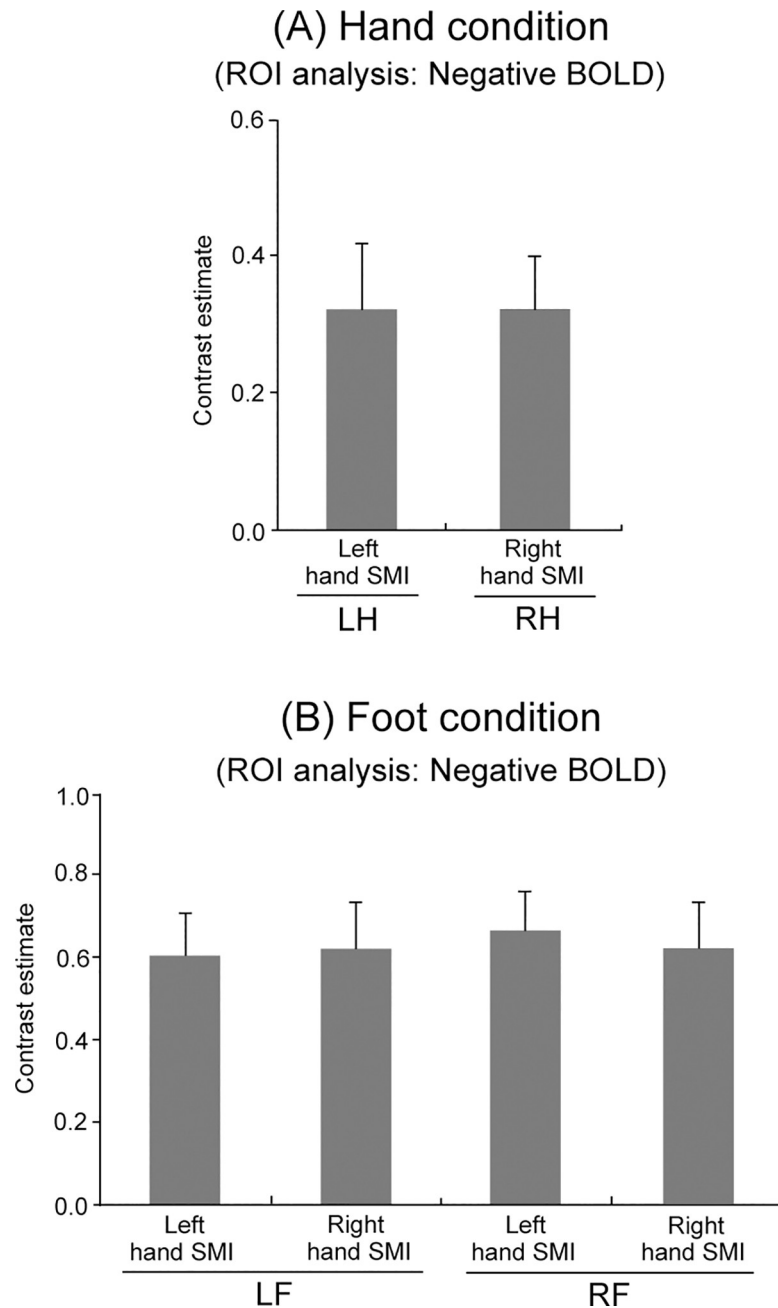 (A) Hand condition
(ROI analysis: Negative BOLD)
0.6
0.4
0.2
0.0
Contrast estimate
Left
hand SMI
Right
hand SMI
LH
RH
(B) Foot condition
(ROI analysis: Negative BOLD)
1.0
0.8
0.6
0.4
0.2
0.0
Contrast estimate
Left
hand SMI
Right
hand SMI
Left
hand SMI
Right
hand SMI
LF
RF